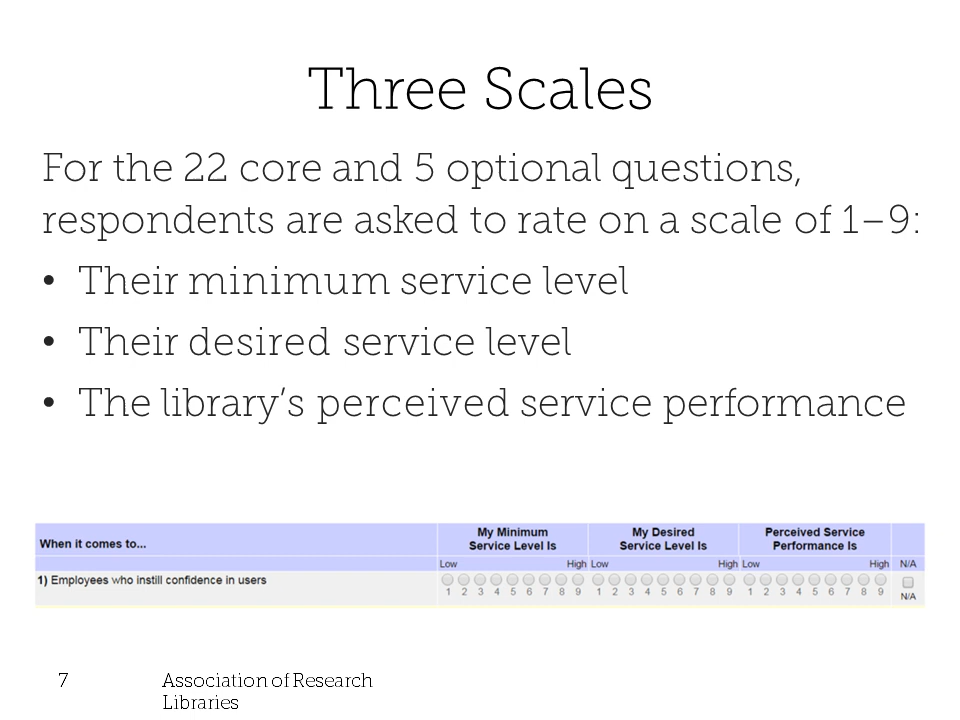 Three Scales
For the 22 core and 5 optional questions,
respondents are asked to rate on a scale of 1–9:
• Their minimum service level
• Their desired service level
• The library’s perceived service performance
When it comes to...
My Minimum
Service Level Is
My Desired
Service Level Is
Perceived Service
Performance Is
Low High Low High Low High N/A
1) Employees who instill confidence in users
1 2 3 4 5 6 7 8 9 1 2 3 4 5 6 7 8 9 1 2 3 4 5 6 7 8 9 N/A
7
Association of Research
Libraries